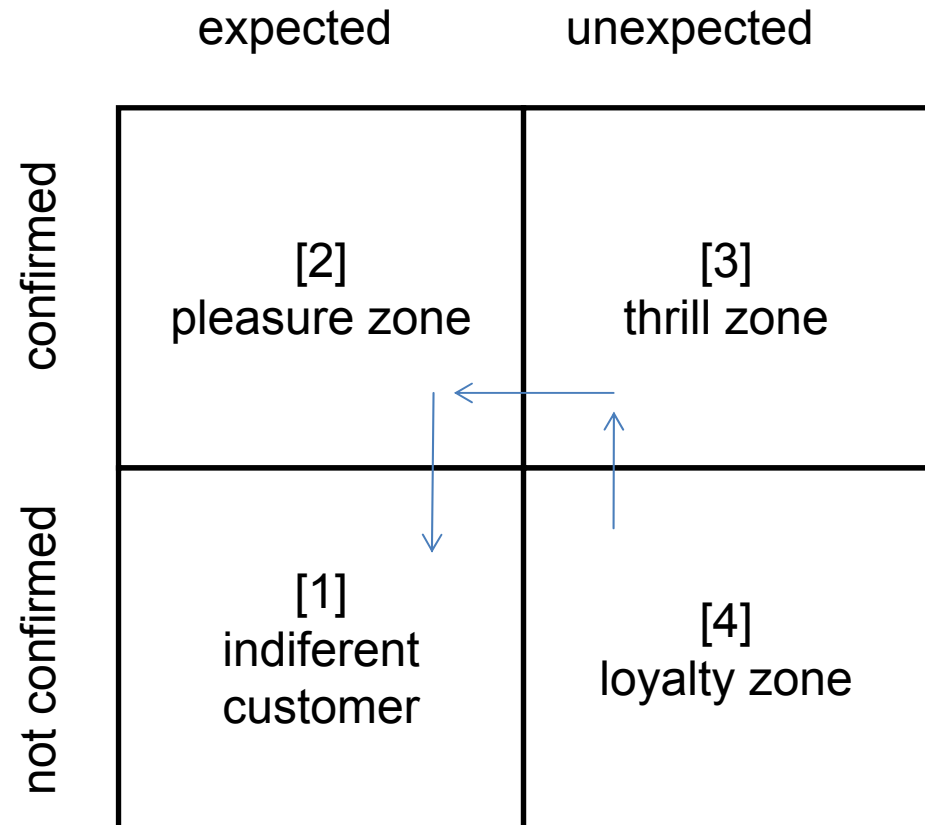 expected
unexpected
confirmed
[2]
pleasure zone
[3]
thrill zone
not confirmed
[1]
indiferent
customer
[4]
loyalty zone